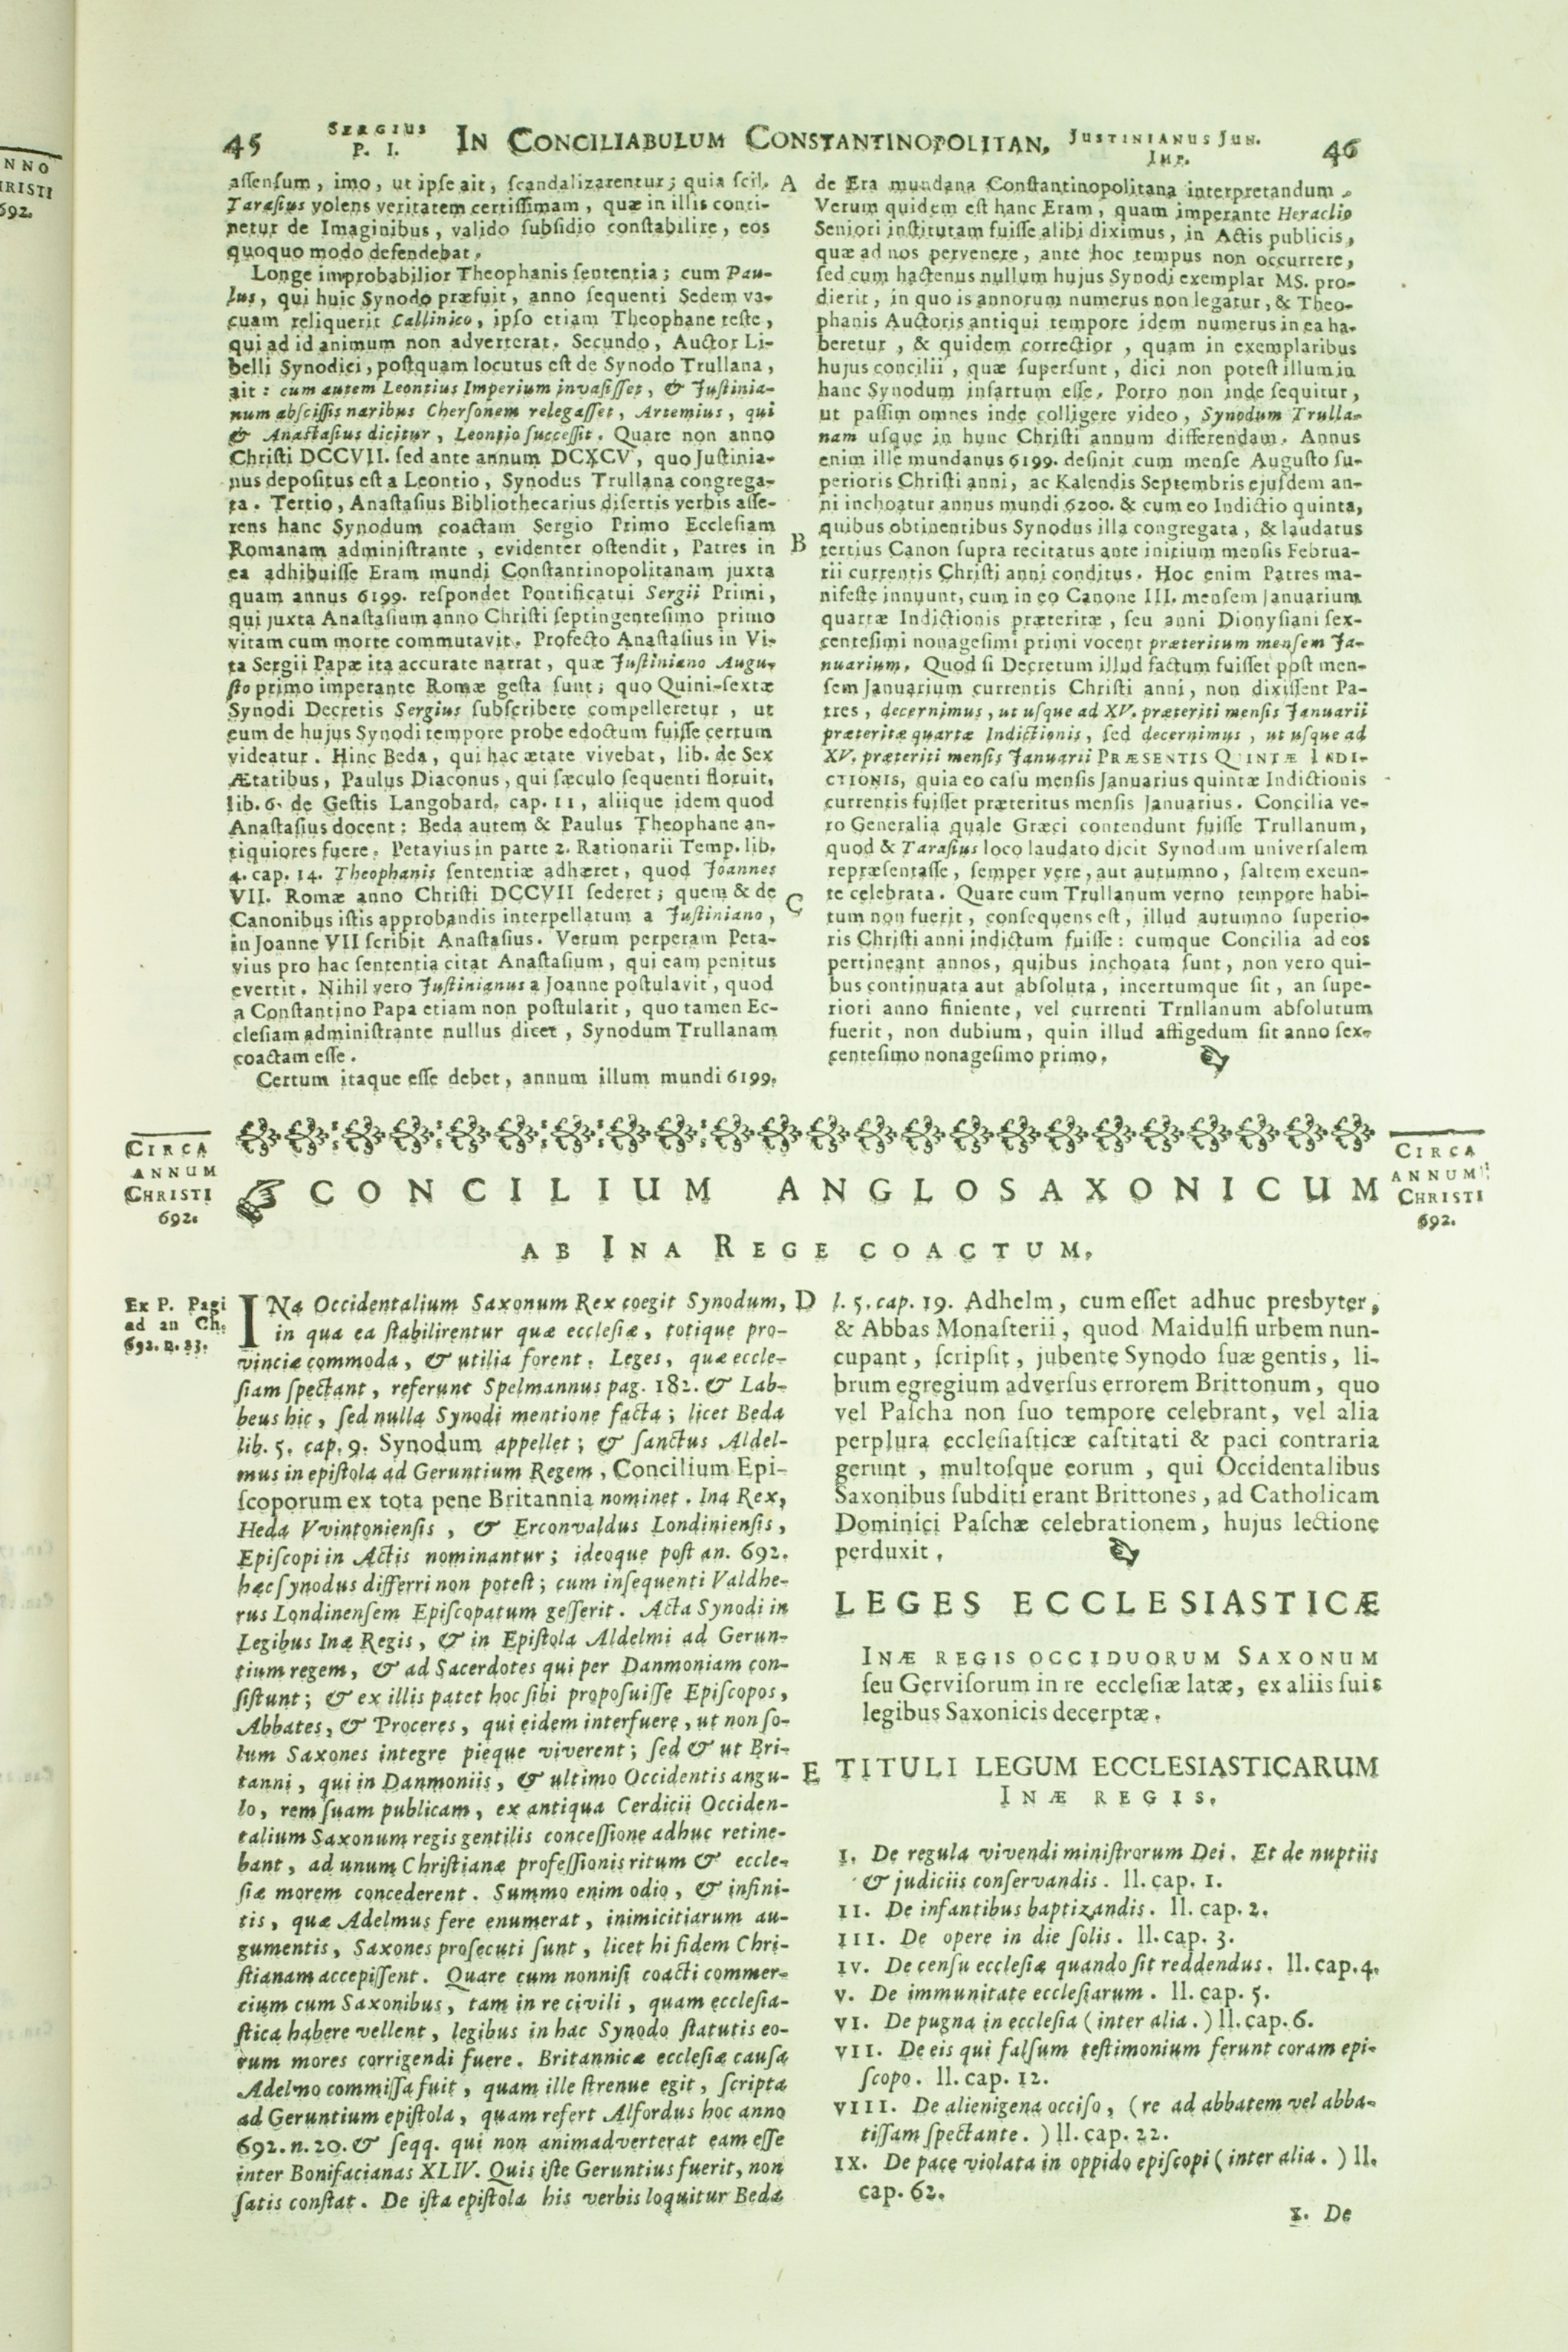 45 SERGIUS P. I. IN CONCILIABULUM CONSTANTINOPOLITAN. JUSTINIANUS JUN. IMP. 46
NNO
HRISTI
692.
assensum, imo, ut ipse ait, scandalizarentur; quia scil.
Tarasius volens veritatem certissimam, quæ in illis conti-
netur de Imaginibus, valido subsidio constabilire, eos
quoquo modo defendebat.
Longe improbabilior Theophanis sententia; cum Pau-
lus, qui huic Synodo præfuit, anno sequenti Sedem va-
cuam reliquerit Callinico, ipso etiam Theophane teste,
qui ad id animum non adverterat. Secundo, Auctor Li-
belli Synodici, postquam locutus est de Synodo Trullana,
ait: cum autem Leontius Imperium invasisset, & Justinia-
num abscissis naribus Chersonem relegasset, Artemius, qui
& Anastasius dicitur, Leontio successit. Quare non anno
Christi DCCVII. sed ante annum DCXCV, quo Justinia-
nus depositus est a Leontio, Synodus Trullana congrega-
ta. Tertio, Anastasius Bibliothecarius disertis verbis asse-
rens hanc Synodum coactam Sergio Primo Ecclesiam
Romanam administrante, evidenter ostendit, Patres in
ea adhibuisse Eram mundi Constantinopolitanam juxta
quam annus 6199. respondet Pontificatui Sergii Primi,
qui juxta Anastasium anno Christi septingentesimo primo
vitam cum morte commutavit. Profecto Anastasius in Vi-
ta Sergii Papæ ita accurate narrat, quæ Justiniano Augu-
sto primo imperante Romæ gesta sunt; quo Quini-sextæ
Synodi Decretis Sergius subscribere compelleretur, ut
eum de hujus Synodi tempore probe edoctum fuisse certum
videatur. Hinc Beda, qui hac ætate vivebat, lib. de Sex
Ætatibus, Paulus Diaconus, qui sæculo sequenti floruit,
lib. 6. de Gestis Langobard. cap. 11, aliique idem quod
Anastasius docent: Beda autem & Paulus Theophane an-
tiquiores fuere. Petavius in parte 2. Rationarii Temp. lib.
4. cap. 14. Theophanis sententiæ adhæret, quod Joannes
VII. Romæ anno Christi DCCVII sederet; quem & de
Canonibus istis approbandis interpellatum a Justiniano,
in Joanne VII scribit Anastasius. Verum perperam Peta-
vius pro hac sententia citat Anastasium, qui eam penitus
evertit. Nihil vero Justinianus a Joanne postulavit, quod
a Constantino Papa etiam non postularit, quo tamen Ec-
clesiam administrante nullus dicet, Synodum Trullanam
coactam esse.
Certum itaque esse debet, annum illum mundi 6199.
A
B
C
de Era mundana Constantinopolitana interpretandum.
Verum quidem est hanc Eram, quam imperante Heraclio
Seniori institutam fuisse alibi diximus, in Actis publicis,
quæ ad nos pervenere, ante hoc tempus non occurrere,
sed cum hactenus nullum hujus Synodi exemplar MS. pro-
dierit, in quo is annorum numerus non legatur, & Theo-
phanis Auctoris antiqui tempore idem numerus in ea ha-
beretur, & quidem correctior, quam in exemplaribus
hujus concilii, quæ supersunt, dici non potest illum in
hanc Synodum infartum esse. Porro non inde sequitur,
ut passim omnes inde colligere video, Synodum Trulla-
nam usque in hunc Christi annum differendam. Annus
enim ille mundanus 6199. desinit cum mense Augusto su-
perioris Christi anni, ac Kalendis Septembris ejusdem an-
ni inchoatur annus mundi 6200. & cum eo Indictio quinta,
quibus obtinentibus Synodus illa congregata, & laudatus
tertius Canon supra recitatus ante initium mensis Februa-
rii currentis Christi anni conditus. Hoc enim Patres ma-
nifeste innuunt, cum in eo Canone III. mensem Januarium
quartæ Indictionis præteritæ, seu anni Dionysiani sex-
centesimi nonagesimi primi vocent præteritum mensem Ja-
nuarium. Quod si Decretum illud factum fuisset post men-
sem Januarium currentis Christi anni, non dixissent Pa-
tres, decernimus, ut usque ad XV. præteriti mensis Januarii
præteritæ quartæ Indictionis, sed decernimus, ut usque ad
XV. præteriti mensis Januarii PRÆSENTIS QUINTÆ INDI-
CTIONIS, quia eo casu mensis Januarius quintæ Indictionis
currentis fuisset præteritus mensis Januarius. Concilia ve-
ro Generalia quale Græci contendunt fuisse Trullanum,
quod & Tarasius loco laudato dicit Synodum universalem
repræsentasse, semper vere, aut autumno, saltem exeun-
te celebrata. Quare cum Trullanum verno tempore habi-
tum non fuerit, consequens est, illud autumno superio-
ris Christi anni indictum fuisse: cumque Concilia ad eos
pertineant annos, quibus inchoata sunt, non vero qui-
bus continuata aut absoluta, incertumque sit, an supe-
riori anno finiente, vel currenti Trullanum absolutum
fuerit, non dubium, quin illud affigedum sit anno sex-
centesimo nonagesimo primo.
CIRCA
ANNUM
CHRISTI
692.
CONCILIUM ANGLOSAXONICUM
AB INA REGE COACTUM.
CIRCA
ANNUM
CHRISTI
692.
Ex P. Pagi
ad an Ch.
692. n. 23.
INa Occidentalium Saxonum Rex coegit Synodum,
in qua ea stabilirentur quæ ecclesiæ, totique pro-
vinciæ commoda, & utilia forent. Leges, quæ eccle-
siam spectant, referunt Spelmannus pag. 182. & Lab-
beus hic, sed nulla Synodi mentione facta; licet Beda
lib. 5. cap. 9. Synodum appellet; & sanctus Aldel-
mus in epistola ad Geruntium Regem, Concilium Epi-
scoporum ex tota pene Britannia nominet. Ina Rex,
Heda Vvintoniensis, & Erconvaldus Londiniensis,
Episcopi in Actis nominantur; ideoque post an. 692.
hæc synodus differri non potest; cum insequenti Valdhe-
rus Londinensem Episcopatum gesserit. Acta Synodi in
Legibus Inæ Regis, & in Epistola Aldelmi ad Gerun-
tium regem, & ad Sacerdotes qui per Danmoniam con-
sistunt; & ex illis patet hoc sibi proposuisse Episcopos,
Abbates, & Proceres, qui eidem interfuere, ut non so-
lum Saxones integre pieque viverent; sed & ut Bri-
tanni, qui in Danmoniis, & ultimo Occidentis angu-
lo, rem suam publicam, ex antiqua Cerdicii Occiden-
talium Saxonum regis gentilis concessione adhuc retine-
bant, ad unum Christianæ professionis ritum & eccle-
siæ morem concederent. Summo enim odio, & infini-
tis, quæ Adelmus fere enumerat, inimicitiarum au-
gumentis, Saxones prosecuti sunt, licet hi fidem Chri-
stianam accepissent. Quare cum nonnisi coacti commer-
cium cum Saxonibus, tam in re civili, quam ecclesia-
stica habere vellent, legibus in hac Synodo statutis eo-
rum mores corrigendi fuere. Britannicæ ecclesiæ causa
Adelmo commissa fuit, quam ille strenue egit, scripta
ad Geruntium epistola, quam refert Alfordus hoc anno
692. n. 20. & seqq. qui non animadverterat eam esse
inter Bonifacianas XLIV. Quis iste Geruntius fuerit, non
satis constat. De ista epistola his verbis loquitur Beda
D
E
l. 5. cap. 19. Adhelm, cum esset adhuc presbyter,
& Abbas Monasterii, quod Maidulfi urbem nun-
cupant, scripsit, jubente Synodo suæ gentis, li-
brum egregium adversus errorem Brittonum, quo
vel Pascha non suo tempore celebrant, vel alia
perplura ecclesiasticæ castitati & paci contraria
gerunt, multosque eorum, qui Occidentalibus
Saxonibus subditi erant Brittones, ad Catholicam
Dominici Paschæ celebrationem, hujus lectione
perduxit.
LEGES ECCLESIASTICÆ
INÆ REGIS OCCIDUORUM SAXONUM
seu Gervisorum in re ecclesiæ latæ, ex aliis suis
legibus Saxonicis decerptæ.
TITULI LEGUM ECCLESIASTICARUM
INÆ REGIS.
I. De regula vivendi ministrorum Dei. Et de nuptiis
& judiciis conservandis. ll. cap. 1.
II. De infantibus baptizandis. ll. cap. 2.
III. De opere in die solis. ll. cap. 3.
IV. De censu ecclesiæ quando sit reddendus. ll. cap. 4.
V. De immunitate ecclesiarum. ll. cap. 5.
VI. De pugna in ecclesia (inter alia.) ll. cap. 6.
VII. De eis qui falsum testimonium ferunt coram epi-
scopo. ll. cap. 12.
VIII. De alienigena occiso, (re ad abbatem vel abba-
tissam spectante.) ll. cap. 22.
IX. De pace violata in oppido episcopi (inter alia.) ll.
cap. 62.
I. De